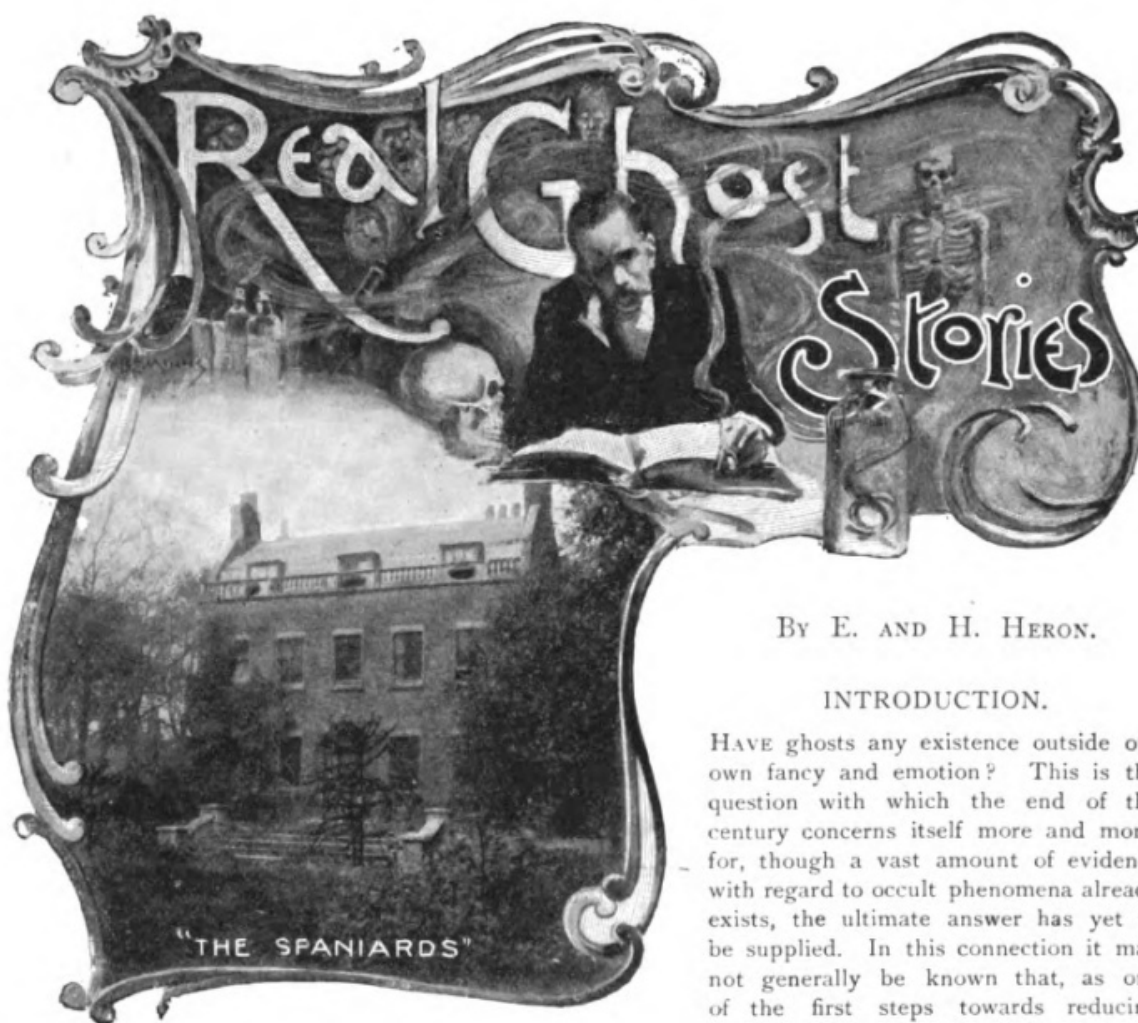 Real Ghost
Stories
"THE SPANIARDS"
BY E. AND H. HERON.
INTRODUCTION.
HAVE ghosts any existence outside o
own fancy and emotion? This is th
question with which the end of th
century concerns itself more and mor
for, though a vast amount of eviden
with regard to occult phenomena alread
exists, the ultimate answer has yet
be supplied. In this connection it ma
not generally be known that, as o
of the first steps towards reducin